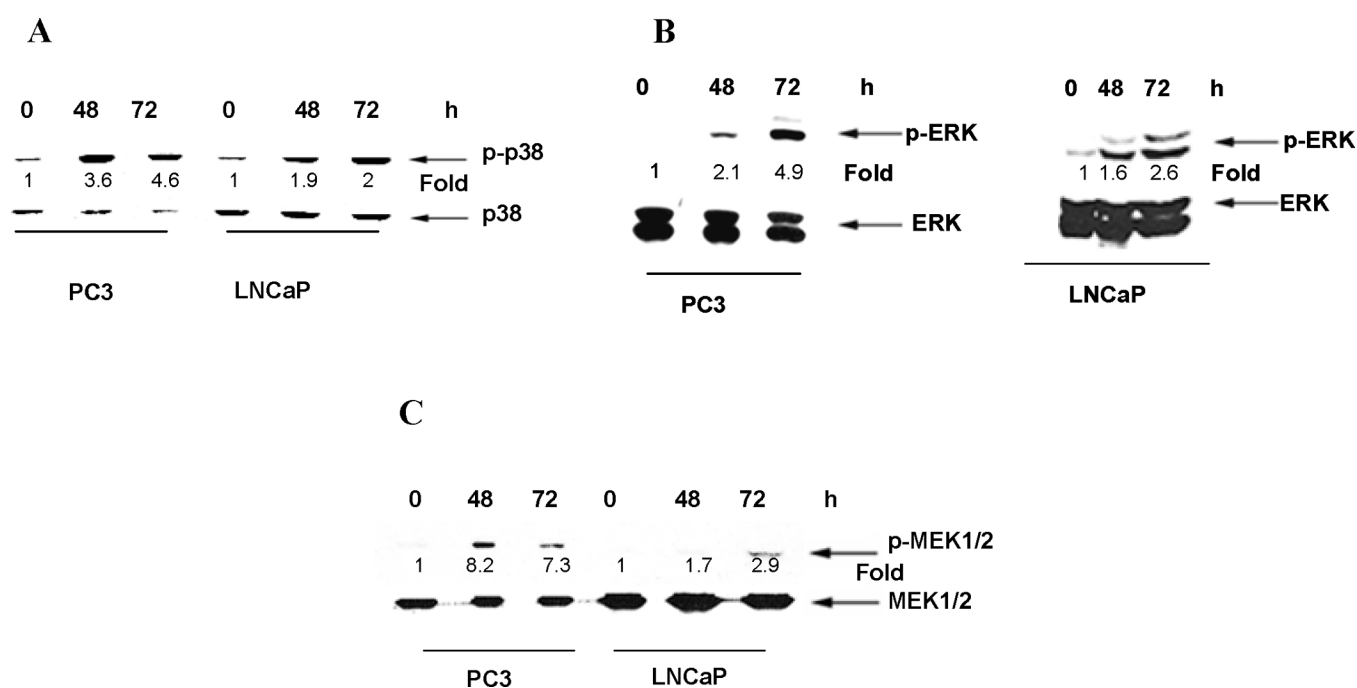 A
0 48 72 0 48 72 h
p-p38
1 3.6 4.6 1 1.9 2 Fold
p38
PC3 LNCaP
B
0 48 72 h
p-ERK
1 2.1 4.9 Fold
ERK
PC3
0 48 72 h
p-ERK
1 1.6 2.6 Fold
ERK
LNCaP
C
0 48 72 0 48 72 h
p-MEK1/2
1 8.2 7.3 1 1.7 2.9 Fold
MEK1/2
PC3 LNCaP